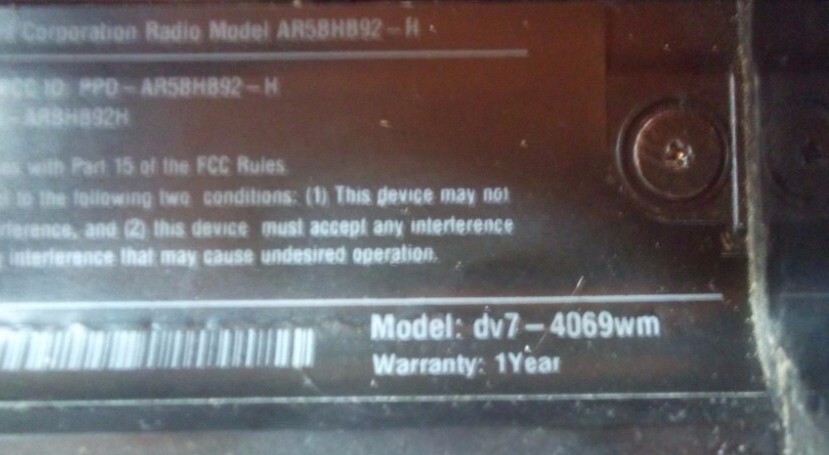 Corporation Radio Model AR5BHB92-H
FCC ID: PPD-AR5BHB92-H
-AR5HB92H
with Part 15 of the FCC Rules
to the following two conditions: (1) This device may not
and (2) this device must accept any interference
interference that may cause undesired operation.
Model: dv7-4069wm
Warranty: 1Year